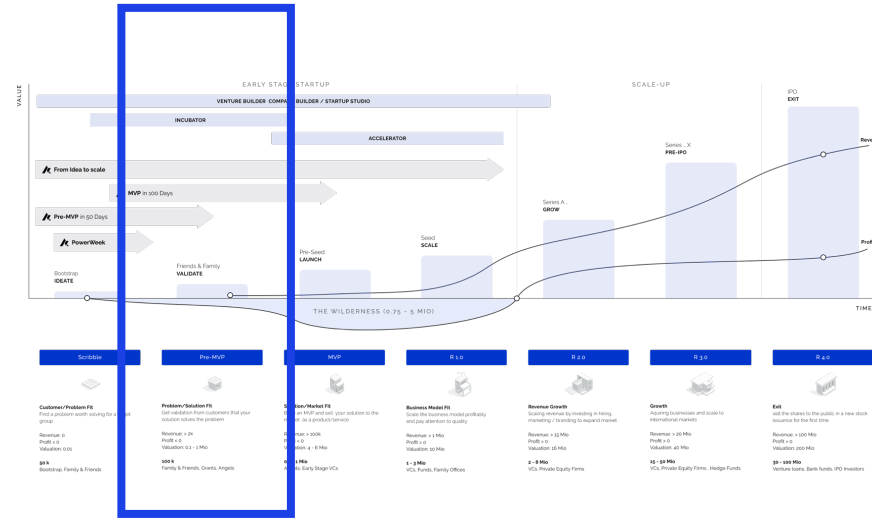 VALUE
EARLY STAGE STARTUP
SCALE-UP
VENTURE BUILDER COMPA BUILDER / STARTUP STUDIO
INCUBATOR
ACCELERATOR
From Idea to scale
MVP in 100 Days
Pre-MVP in 50 Days
PowerWeek
Bootstrap
IDEATE
Friends & Family
VALIDATE
Pre-Seed
LAUNCH
Seed
SCALE
Series A...
GROW
Series .. X
PRE-IPO
IPO
EXIT
Reve
Profi
THE WILDERNESS (0.75 - 5 MIO)
TIME
Scribble
Pre-MVP
MVP
R 1.0
R 2.0
R 3.0
R 4.0
Customer/Problem Fit
Find a problem worth solving for a
group
Revenue: 0
Profit < 0
Valuation: 0.01
50 k
Bootstrap, Family & Friends
Problem/Solution Fit
Get validation from customers that your
solution solves the problem
Revenue: > 2k
Profit < 0
Valuation: 0.1 - 1 Mio
100 k
Family & Friends, Grants, Angels
tion/Market Fit
an MVP and sell your solution to the
market as a product/service.
Revenue: > 100k
< 0
Valuation: 4 - 6 Mio
1 Mio
Early Stage VCs
Business Model Fit
Scale the business model profitably
and pay attention to quality
Revenue: > 1 Mio
Profit > 0
Valuation: 10 Mio
1 - 3 Mio
VCs, Funds, Family Offices
Revenue Growth
Scaling revenue by investing in hiring,
marketing / branding to expand market
Revenue: > 15 Mio
Profit > 0
Valuation: 16 Mio
2 - 8 Mio
VCs, Private Equity Firms
Growth
Aquring businesses and scale to
international markets
Revenue: > 20 Mio
Profit > 0
Valuation: 35 Mio
15 - 50 Mio
VCs, Private Equity Firms , Hedge Funds
Exit
sell the shares to the public in a new stock
issuance for the first time
Revenue: > 100 Mio
Profit > 0
Valuation: 200 Mio
30 - 100 Mio
Venture loans, Bank funds, IPO Investors